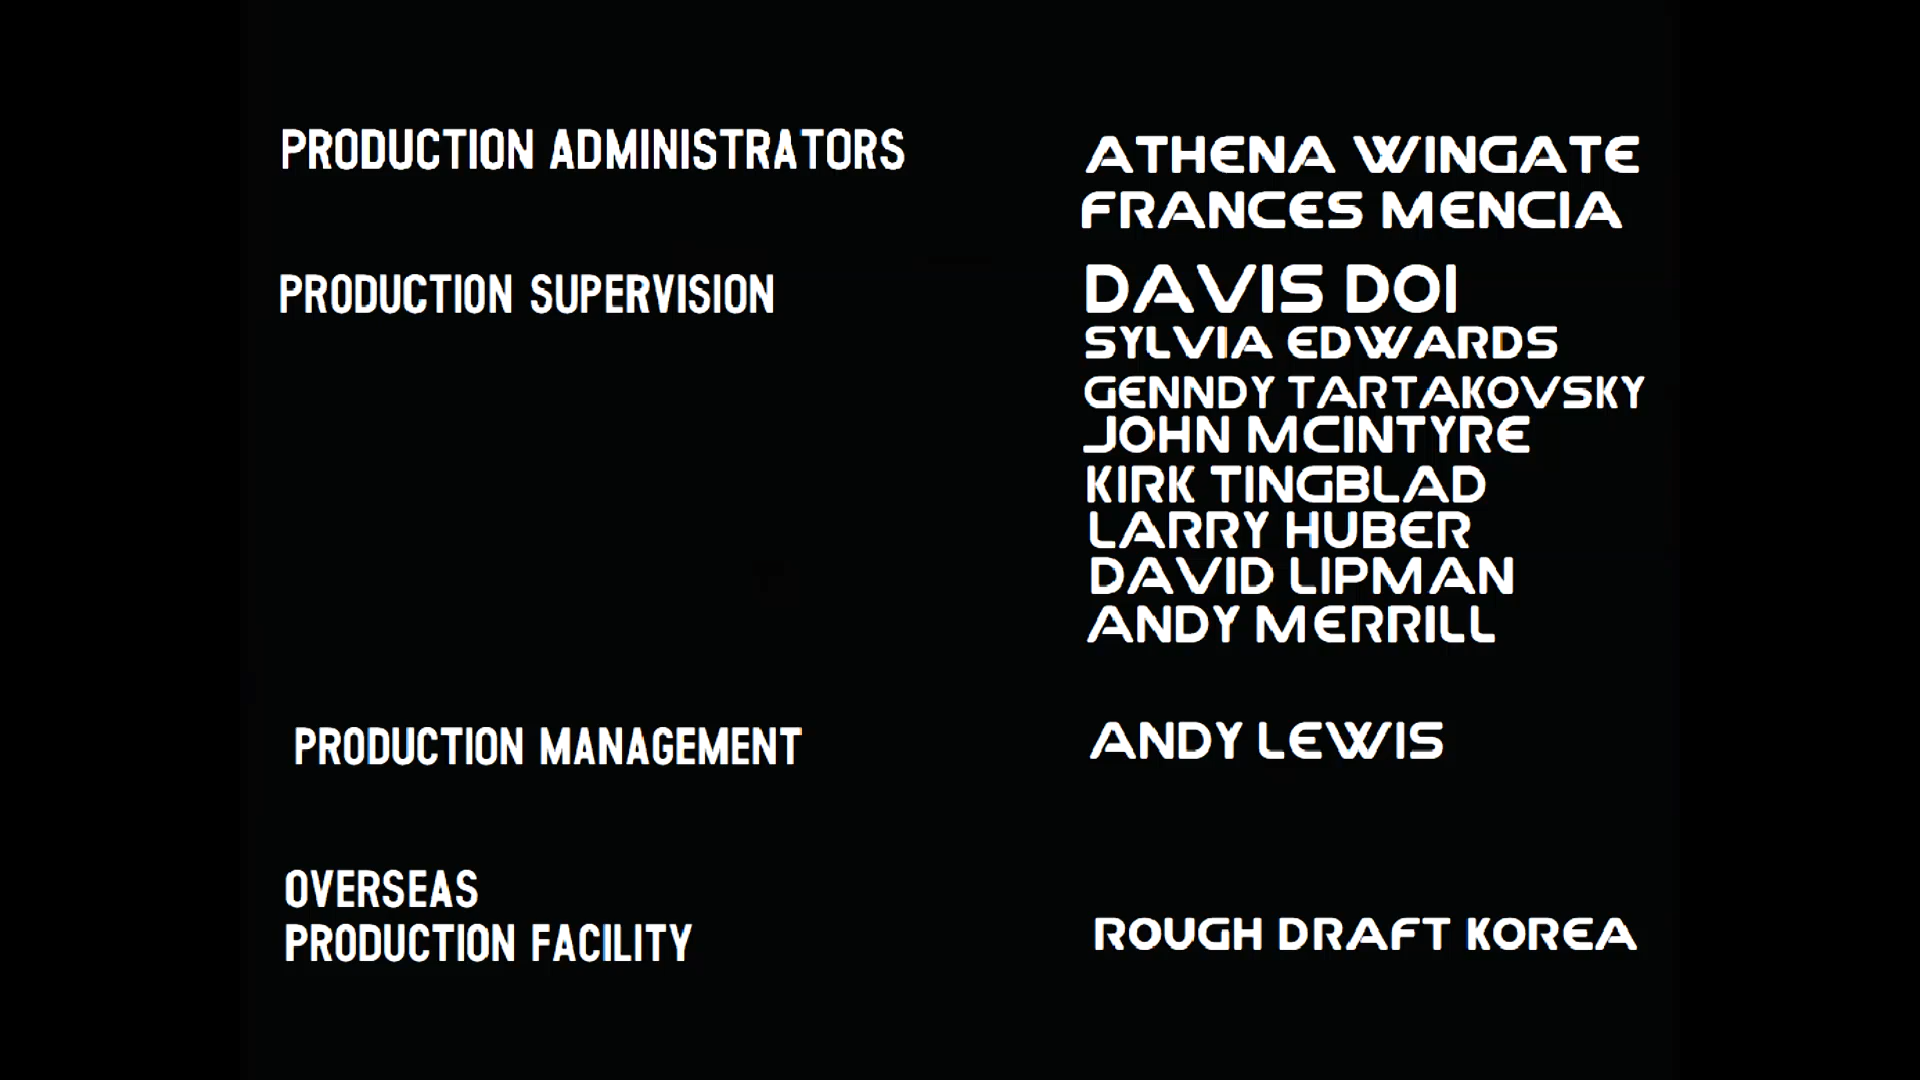 PRODUCTION ADMINISTRATORS ATHENA WINGATE
FRANCES MENCIA
PRODUCTION SUPERVISION DAVIS DOI
SYLVIA EDWARDS
GENNDY TARTAKOVSKY
JOHN MCINTYRE
KIRK TINGBLAD
LARRY HUBER
DAVID LIPMAN
ANDY MERRILL
PRODUCTION MANAGEMENT ANDY LEWIS
OVERSEAS
PRODUCTION FACILITY ROUGH DRAFT KOREA